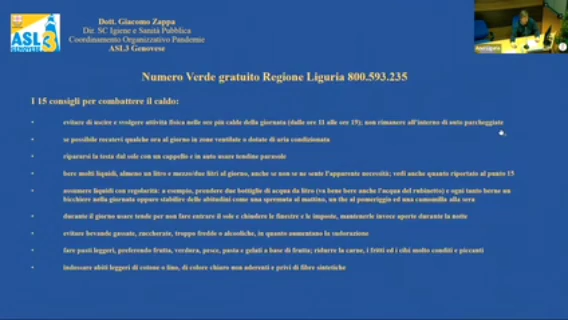 Dott. Giacomo Zappa
Dir. SC Igiene e Sanità Pubblica
Coordinamento Organizzativo Pandemie
ASL3 Genovese
ASL 3
GENOVESE
Numero Verde gratuito Regione Liguria 800.593.235
I 15 consigli per combattere il caldo:
• evitare di uscire e svolgere attività fisica nelle ore più calde della giornata (dalle ore 11 alle ore 19); non rimanere all'interno di auto parcheggiate
• se possibile recatevi qualche ora al giorno in zone ventilate o dotate di aria condizionata
• ripararsi la testa dal sole con un cappello e in auto usare tendine parasole
• bere molti liquidi, almeno un litro e mezzo/due litri al giorno, anche se non se ne sente l'apparente necessità; vedi anche quanto riportato al punto 15
• assumere liquidi con regolarità: a esempio, prendere due bottiglie di acqua da litro (va bene bere anche l'acqua del rubinetto) e ogni tanto berne un
bicchiere nella giornata oppure stabilire delle abitudini come una spremuta al mattino, un the al pomeriggio ed una camomilla alla sera
• durante il giorno usare tende per non fare entrare il sole e chiudere le finestre e le imposte, mantenerle invece aperte durante la notte
• evitare bevande gassate, zuccherate, troppo fredde o alcoliche, in quanto aumentano la sudorazione
• fare pasti leggeri, preferendo frutta, verdura, pesce, pasta e gelati a base di frutta; ridurre la carne, i fritti ed i cibi molto conditi e piccanti
• indossare abiti leggeri di cotone o lino, di colore chiaro non aderenti e privi di fibre sintetiche